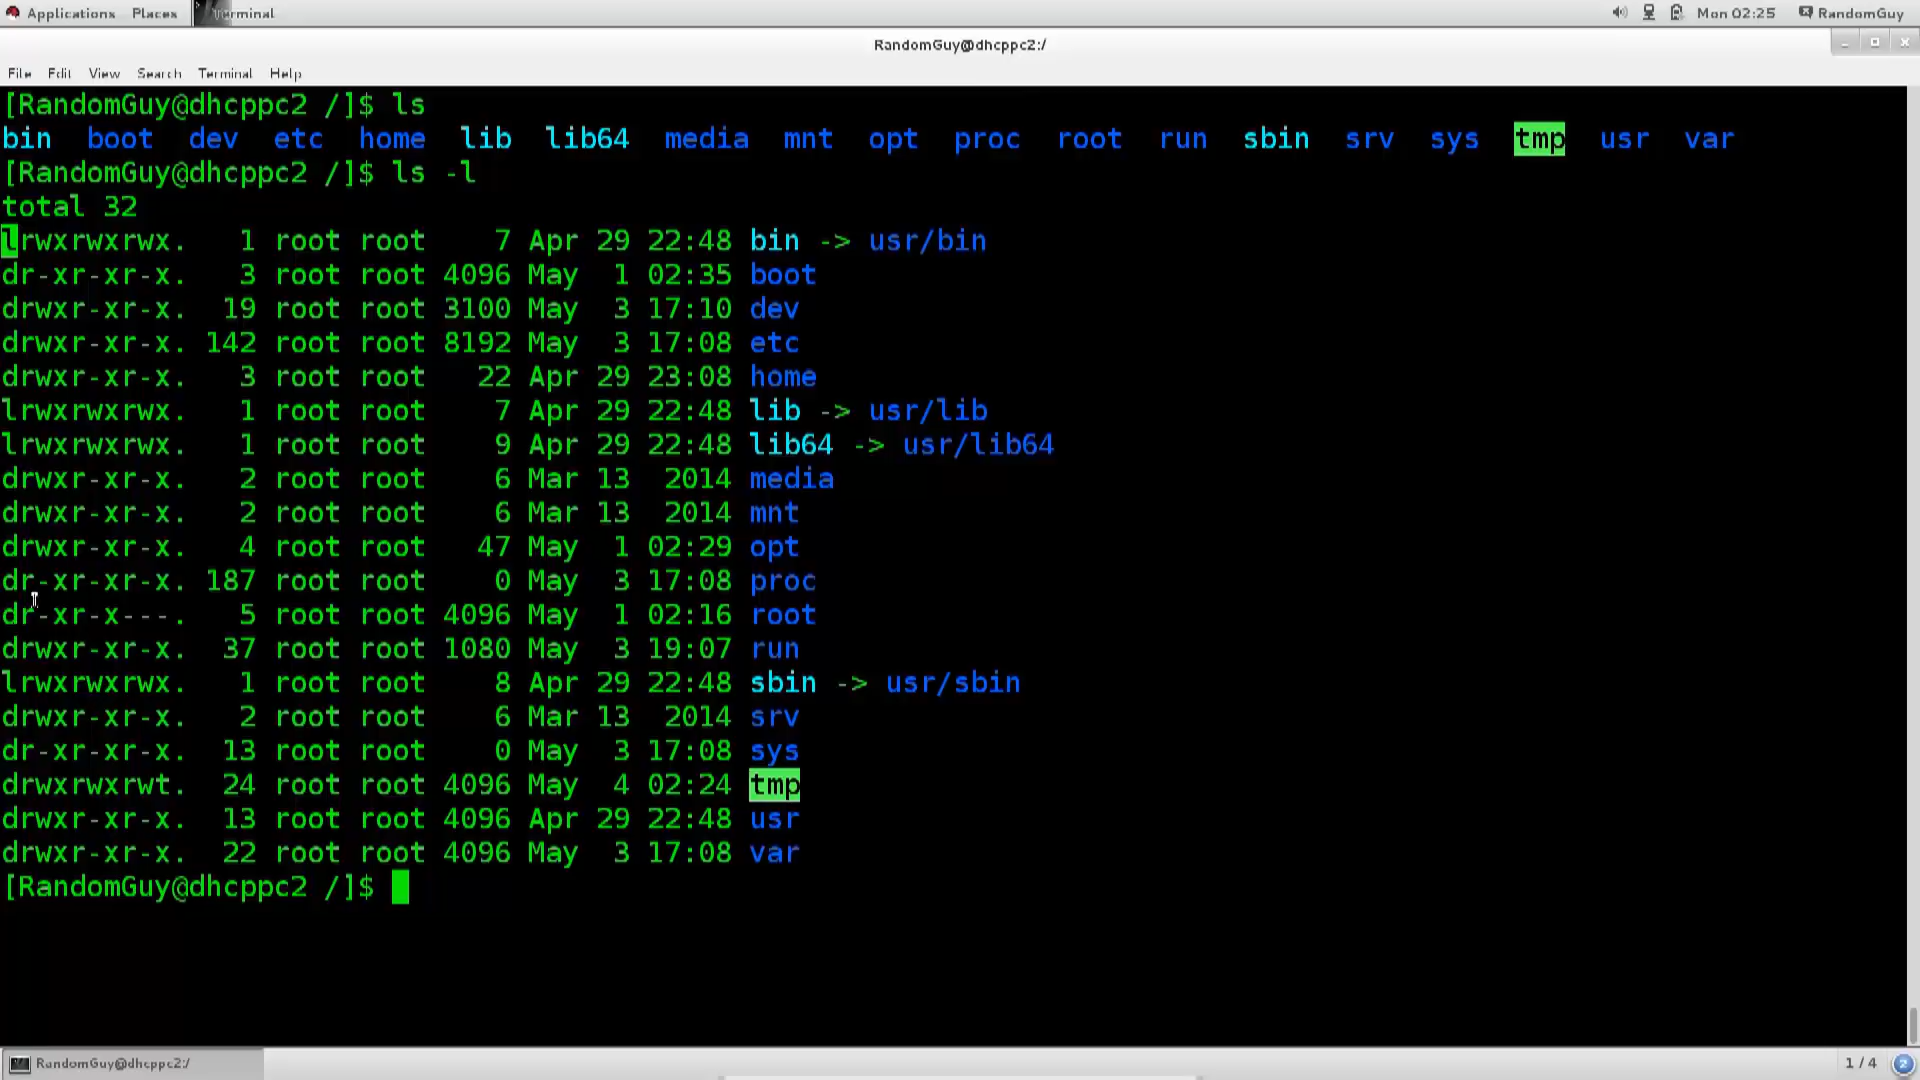 Applications Places Terminal Mon 02:25 RandomGuy
RandomGuy@dhcppc2:/
File Edit View Search Terminal Help
[RandomGuy@dhcppc2 /]$ ls
bin boot dev etc home lib lib64 media mnt opt proc root run sbin srv sys tmp usr var
[RandomGuy@dhcppc2 /]$ ls -l
total 32
lrwxrwxrwx. 1 root root 7 Apr 29 22:48 bin -> usr/bin
dr-xr-xr-x. 3 root root 4096 May 1 02:35 boot
drwxr-xr-x. 19 root root 3100 May 3 17:10 dev
drwxr-xr-x. 142 root root 8192 May 3 17:08 etc
drwxr-xr-x. 3 root root 22 Apr 29 23:08 home
lrwxrwxrwx. 1 root root 7 Apr 29 22:48 lib -> usr/lib
lrwxrwxrwx. 1 root root 9 Apr 29 22:48 lib64 -> usr/lib64
drwxr-xr-x. 2 root root 6 Mar 13 2014 media
drwxr-xr-x. 2 root root 6 Mar 13 2014 mnt
drwxr-xr-x. 4 root root 47 May 1 02:29 opt
dr-xr-xr-x. 187 root root 0 May 3 17:08 proc
dr-xr-x---. 5 root root 4096 May 1 02:16 root
drwxr-xr-x. 37 root root 1080 May 3 19:07 run
lrwxrwxrwx. 1 root root 8 Apr 29 22:48 sbin -> usr/sbin
drwxr-xr-x. 2 root root 6 Mar 13 2014 srv
dr-xr-xr-x. 13 root root 0 May 3 17:08 sys
drwxrwxrwt. 24 root root 4096 May 4 02:24 tmp
drwxr-xr-x. 13 root root 4096 Apr 29 22:48 usr
drwxr-xr-x. 22 root root 4096 May 3 17:08 var
[RandomGuy@dhcppc2 /]$
RandomGuy@dhcppc2:/ 1 / 4 2